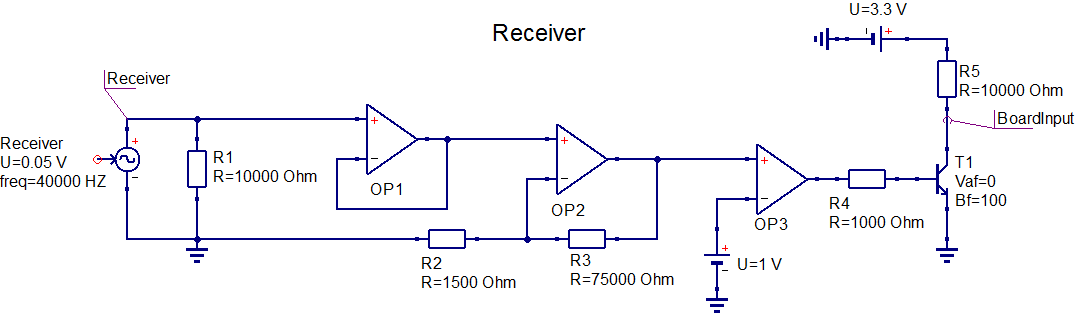 Receiver
U=3.3 V
R5
R=10000 Ohm
BoardInput
Receiver
Receiver
U=0.05 V
freq=40000 HZ
R1
R=10000 Ohm
OP1
OP2
OP3
R4
R=1000 Ohm
T1
Vaf=0
Bf=100
R2
R=1500 Ohm
R3
R=75000 Ohm
U=1 V